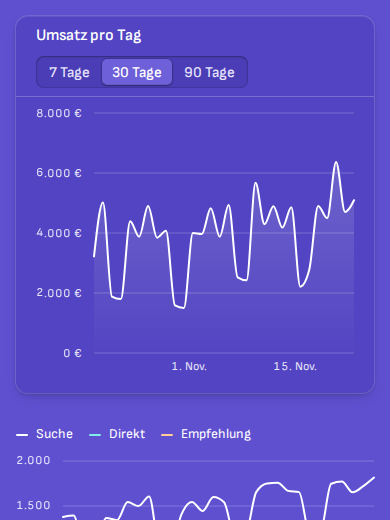 Umsatz pro Tag
7 Tage 30 Tage 90 Tage
8.000 €
6.000 €
4.000 €
2.000 €
0 €
1. Nov. 15. Nov.
Suche Direkt Empfehlung
2.000
1.500